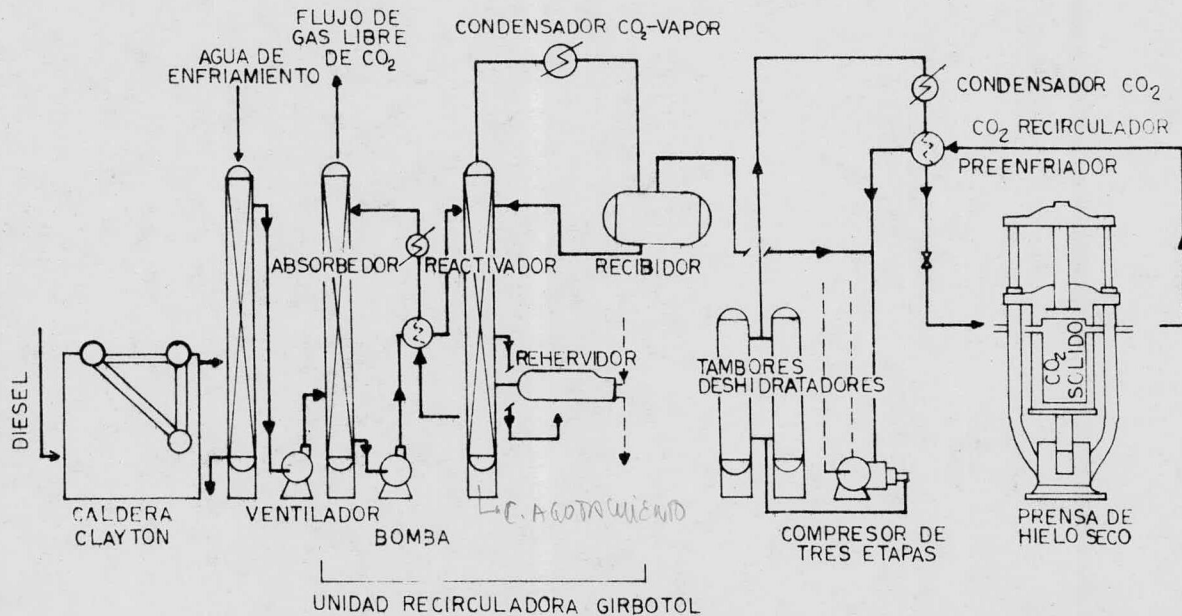 FLUJO DE
GAS LIBRE
DE CO2
AGUA DE
ENFRIAMIENTO
CONDENSADOR CO2-VAPOR
CONDENSADOR CO2
CO2 RECIRCULADOR
PREENFRIADOR
ABSORBEDOR
REACTIVADOR
RECIBIDOR
REHERVIDOR
TAMBORES
DESHIDRATADORES
CO2
SOLIDO
DIESEL
CALDERA
CLAYTON
VENTILADOR
BOMBA
C. AGOTAMIENTO
COMPRESOR DE
TRES ETAPAS
PRENSA DE
HIELO SECO
UNIDAD RECIRCULADORA GIRBOTOL